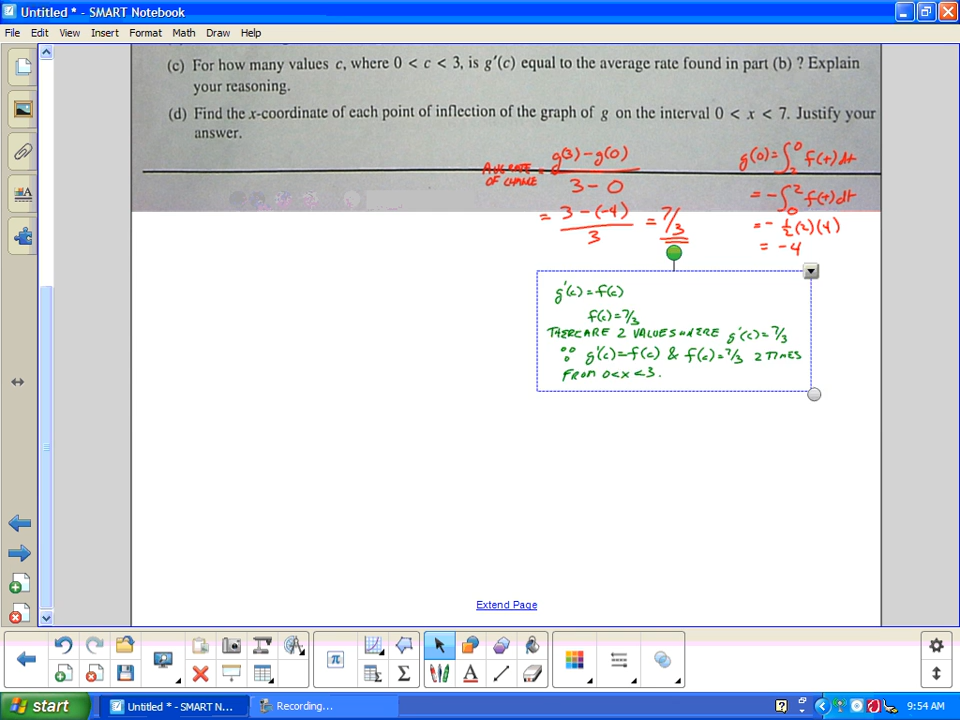 Untitled * - SMART Notebook
File Edit View Insert Format Math Draw Help
(c) For how many values c, where 0 < c < 3, is g′(c) equal to the average rate found in part (b) ? Explain
your reasoning.
(d) Find the x-coordinate of each point of inflection of the graph of g on the interval 0 < x < 7. Justify your
answer.
AVG RATE OF CHANGE = g(3) - g(0) / 3 - 0
= 3 - (-4) / 3 = 7/3
g(0) = ∫₂⁰ f(t)dt
= - ∫₀² f(t)dt
= - 1/2 (2)(4)
= -4
g'(c) = f(c)
f(c) = 7/3
THERE ARE 2 VALUES WHERE g'(c) = 7/3
∵ g'(c) = f(c) & f(c) = 7/3 2 TIMES
FROM 0<x<3.
Extend Page
start
Untitled * - SMART N...
Recording...
9:54 AM